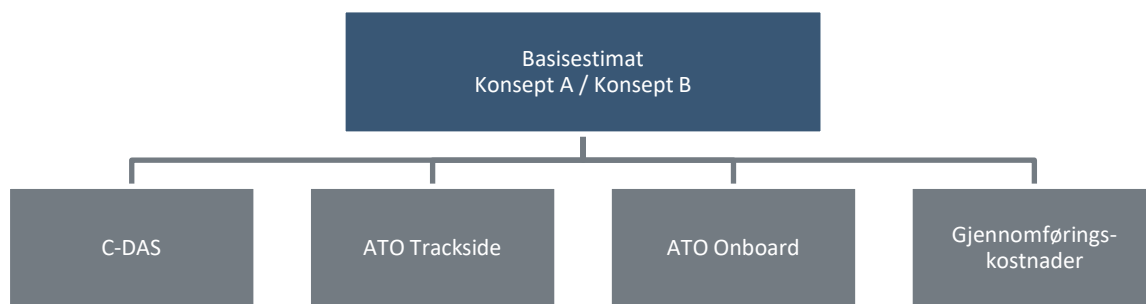 Basisestimat
Konsept A / Konsept B
C-DAS
ATO Trackside
ATO Onboard
Gjennomførings-
kostnader